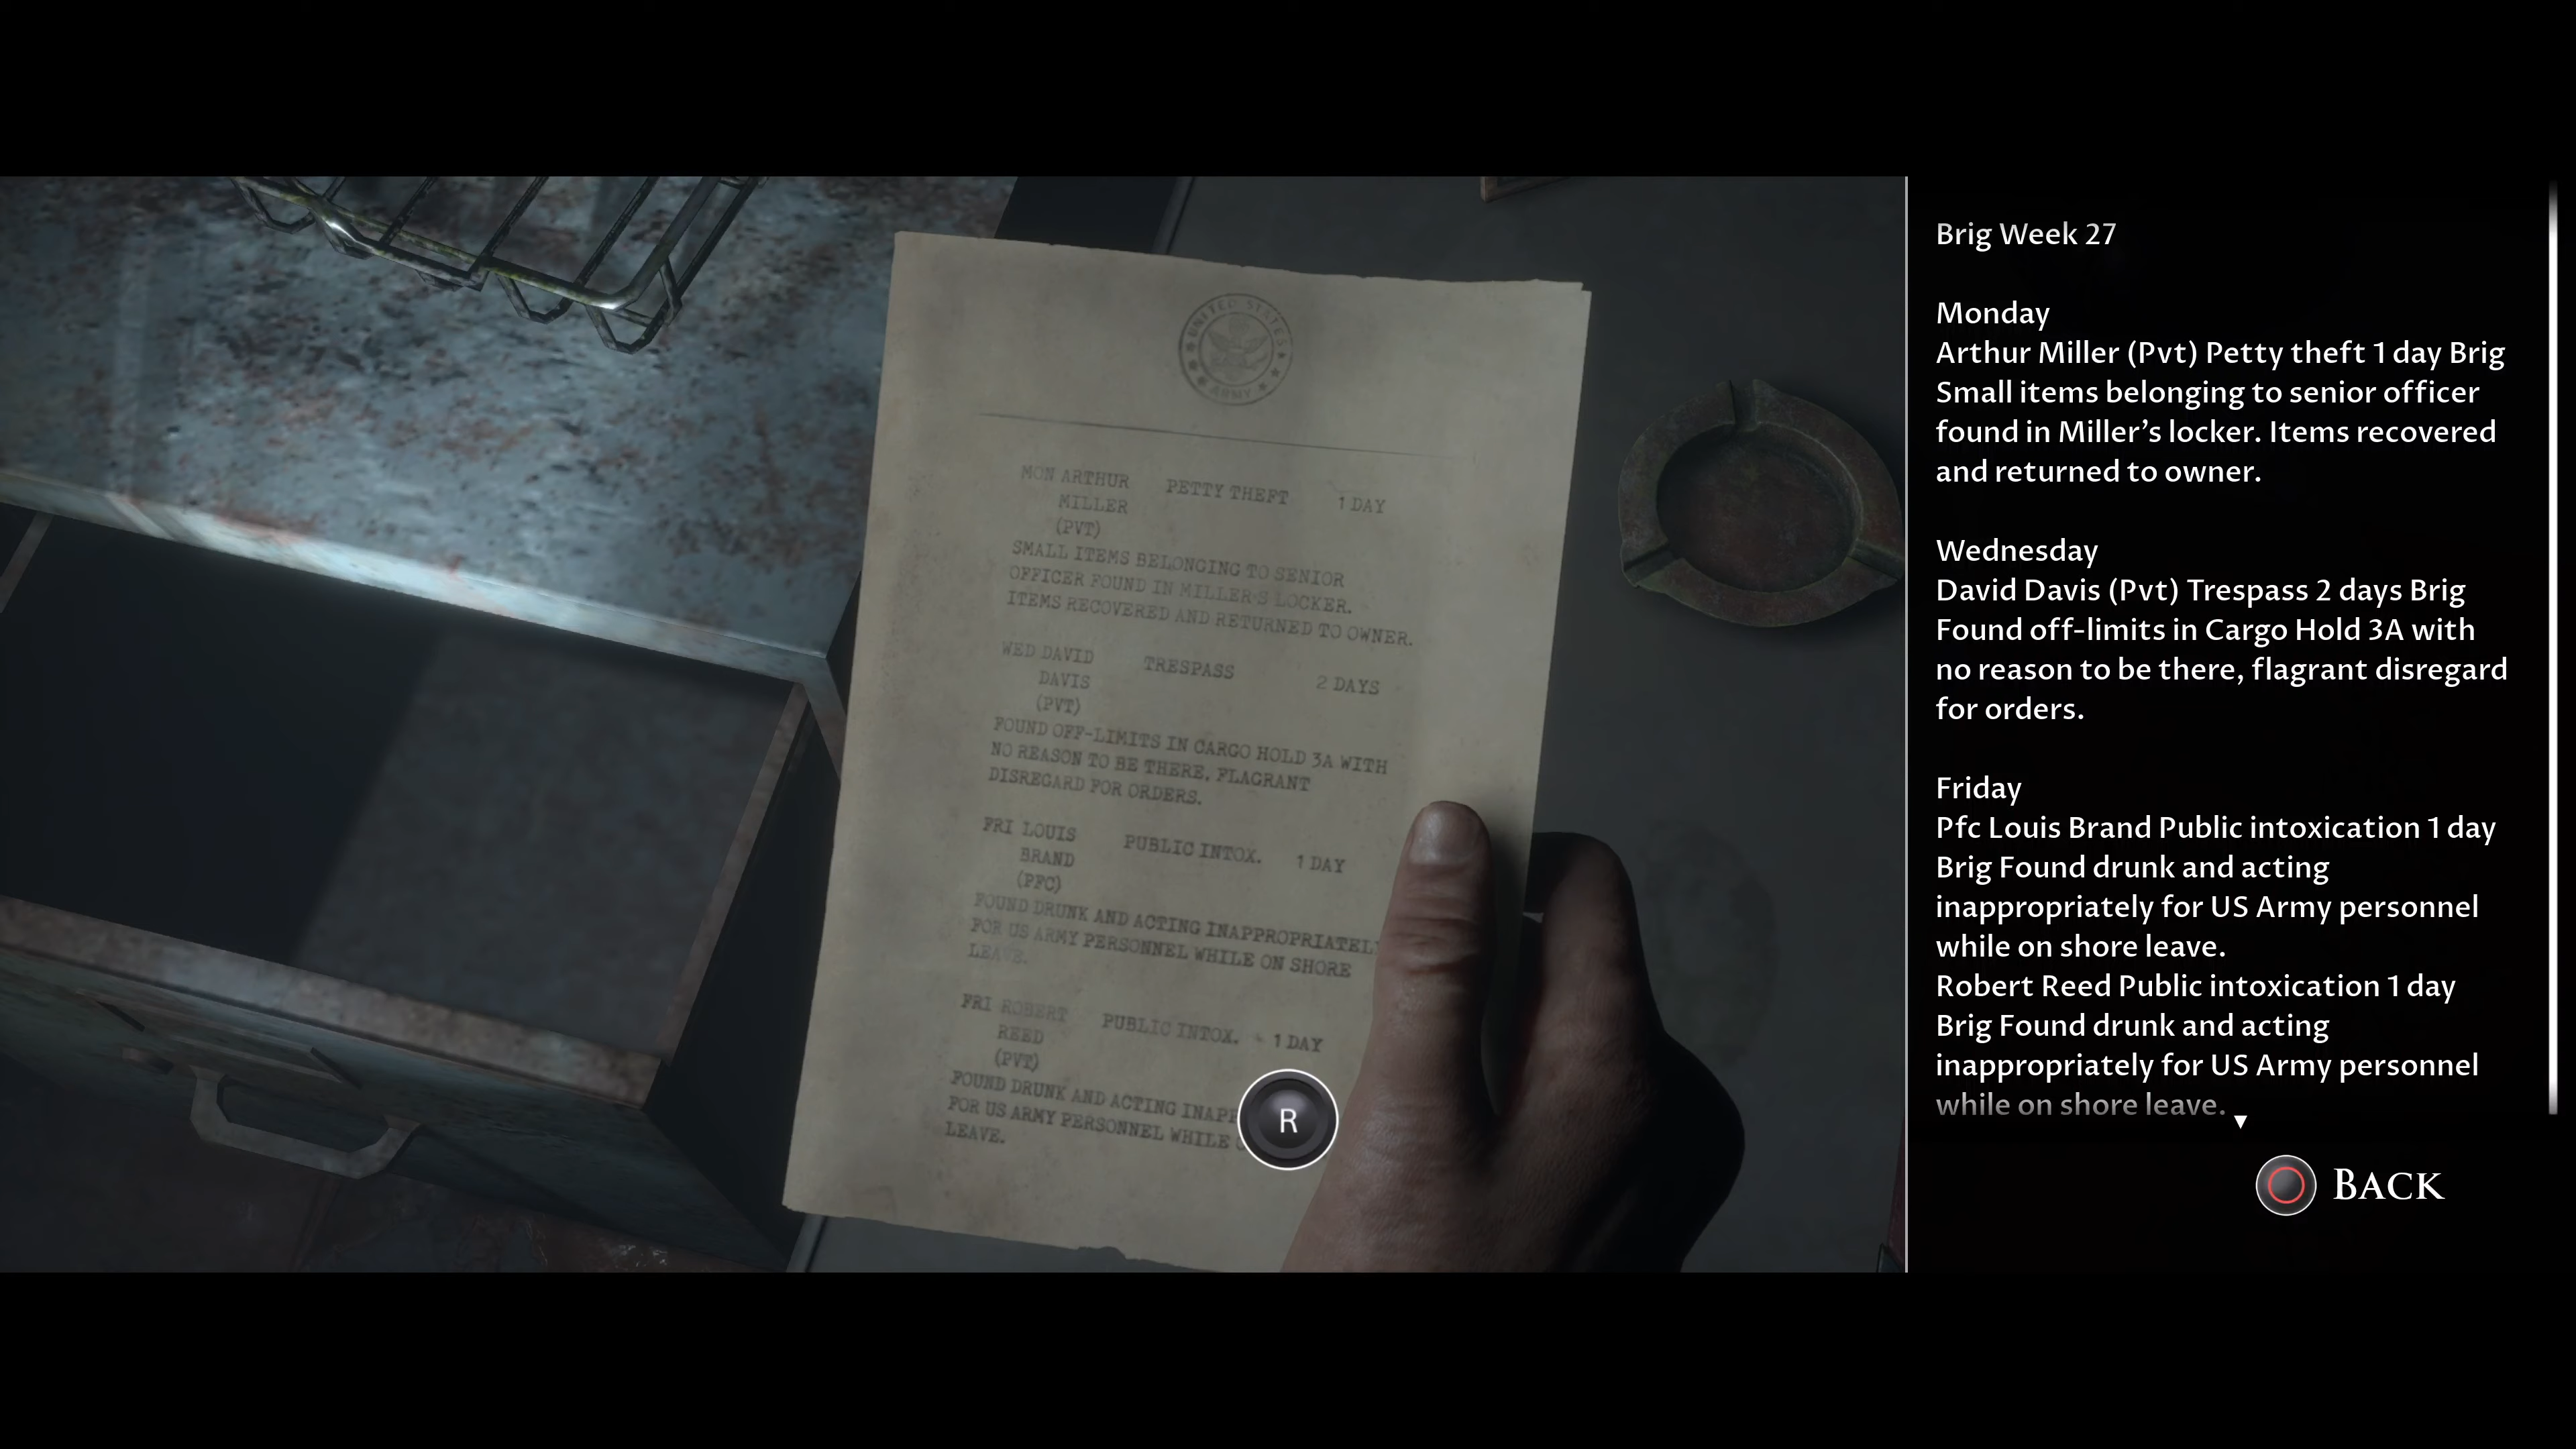 UNITED STATES
ARMY
MON ARTHUR PETTY THEFT 1 DAY
MILLER
(PVT)
SMALL ITEMS BELONGING TO SENIOR
OFFICER FOUND IN MILLER'S LOCKER.
ITEMS RECOVERED AND RETURNED TO OWNER.
WED DAVID TRESPASS 2 DAYS
DAVIS
(PVT)
FOUND OFF-LIMITS IN CARGO HOLD 3A WITH
NO REASON TO BE THERE, FLAGRANT
DISREGARD FOR ORDERS.
FRI LOUIS PUBLIC INTOX. 1 DAY
BRAND
(PFC)
FOUND DRUNK AND ACTING INAPPROPRIATEL
FOR US ARMY PERSONNEL WHILE ON SHORE
LEAVE.
FRI ROBERT PUBLIC INTOX. 1 DAY
REED
(PVT)
FOUND DRUNK AND ACTING INAPP
FOR US ARMY PERSONNEL WHILE
LEAVE.
R
Brig Week 27
Monday
Arthur Miller (Pvt) Petty theft 1 day Brig
Small items belonging to senior officer
found in Miller's locker. Items recovered
and returned to owner.
Wednesday
David Davis (Pvt) Trespass 2 days Brig
Found off-limits in Cargo Hold 3A with
no reason to be there, flagrant disregard
for orders.
Friday
Pfc Louis Brand Public intoxication 1 day
Brig Found drunk and acting
inappropriately for US Army personnel
while on shore leave.
Robert Reed Public intoxication 1 day
Brig Found drunk and acting
inappropriately for US Army personnel
while on shore leave.
BACK